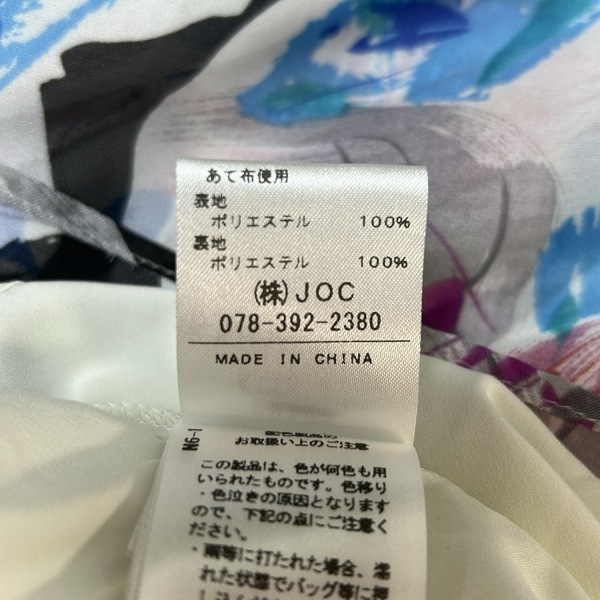 あて布使用
表地
ポリエステル 100%
裏地
ポリエステル 100%
(株)JOC
078-392-2380
MADE IN CHINA
N6-1
お取扱い上のご注意
この製品は、色が何色も用
いられたものです。色移り
・色泣きの原因となります
ので、下記の点にご注意く
ださい。
・雨等に打たれた場合、濡
れた状態でバッグ等に押